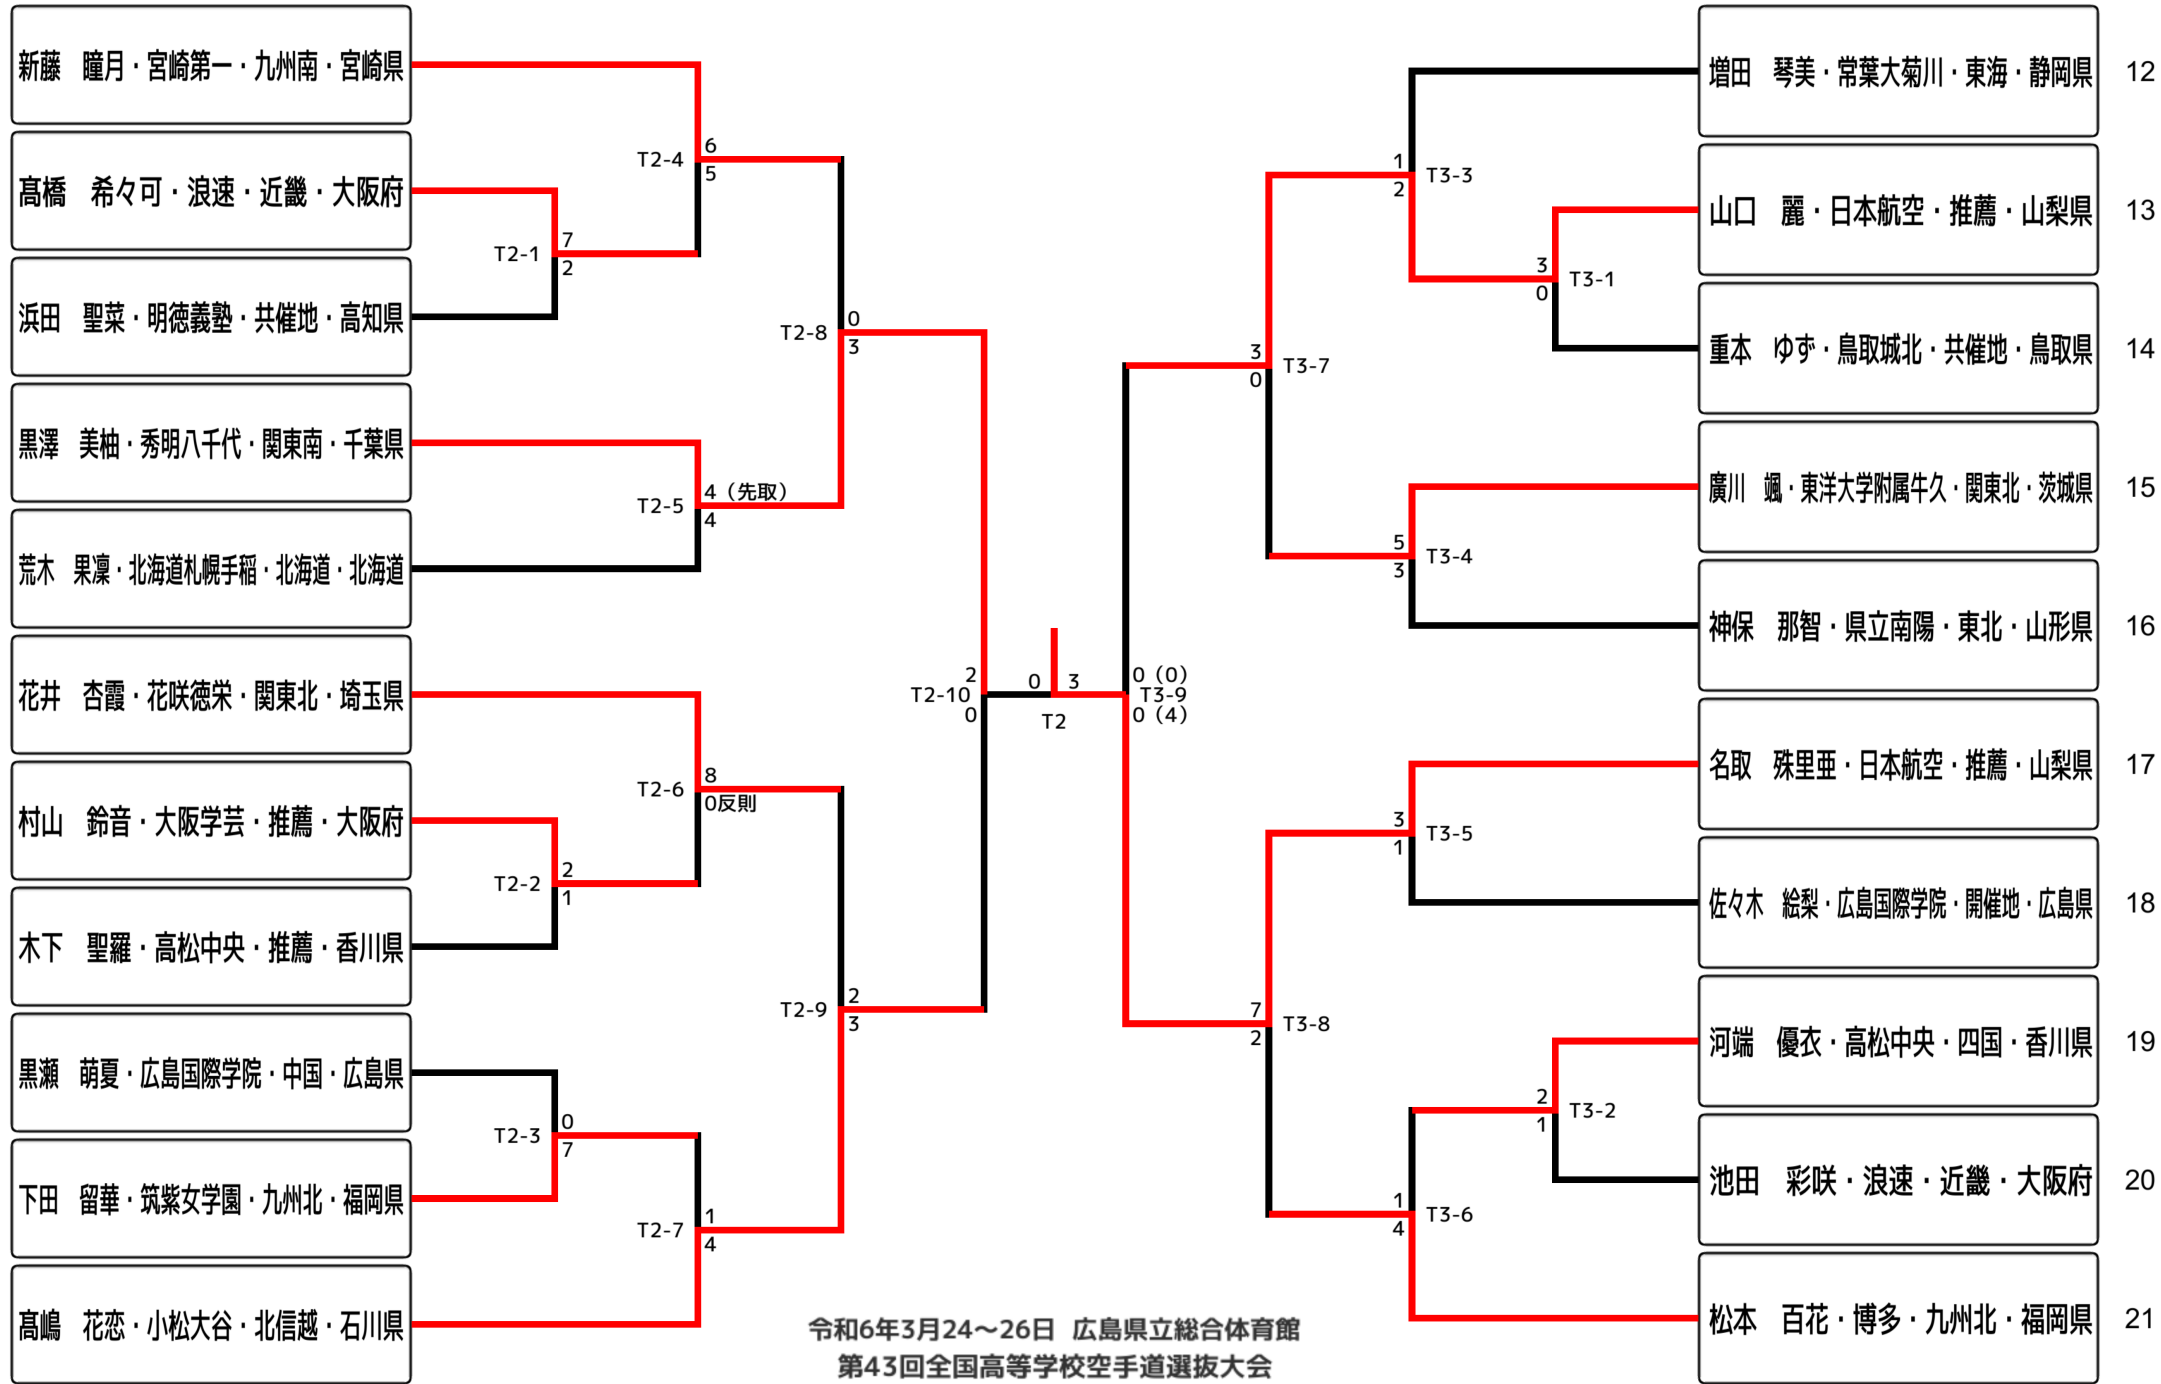 新藤　瞳月・宮崎第一・九州南・宮崎県
髙橋　希々可・浪速・近畿・大阪府
浜田　聖菜・明徳義塾・共催地・高知県
黒澤　美柚・秀明八千代・関東南・千葉県
荒木　果凜・北海道札幌手稲・北海道・北海道
花井　杏霞・花咲徳栄・関東北・埼玉県
村山　鈴音・大阪学芸・推薦・大阪府
木下　聖羅・高松中央・推薦・香川県
黒瀬　萌夏・広島国際学院・中国・広島県
下田　留華・筑紫女学園・九州北・福岡県
髙嶋　花恋・小松大谷・北信越・石川県
7
T2-1
2
2
T2-2
1
0
T2-3
7
6
T2-4
5
4（先取）
T2-5
4
8
T2-6
0反則
1
T2-7
4
0
T2-8
3
2
T2-9
3
2
T2-10
0
0 3
T2
0（0）
T3-9
0（4）
3
T3-7
0
7
T3-8
2
1
T3-3
2
5
T3-4
3
3
T3-5
1
1
T3-6
4
3
T3-1
0
2
T3-2
1
増田　琴美・常葉大菊川・東海・静岡県 12
山口　麗・日本航空・推薦・山梨県 13
重本　ゆず・鳥取城北・共催地・鳥取県 14
廣川　颯・東洋大学附属牛久・関東北・茨城県 15
神保　那智・県立南陽・東北・山形県 16
名取　殊里亜・日本航空・推薦・山梨県 17
佐々木　絵梨・広島国際学院・開催地・広島県 18
河端　優衣・高松中央・四国・香川県 19
池田　彩咲・浪速・近畿・大阪府 20
松本　百花・博多・九州北・福岡県 21
令和6年3月24～26日 広島県立総合体育館
第43回全国高等学校空手道選抜大会